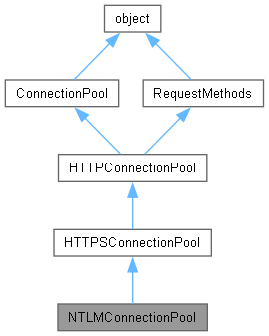 object
ConnectionPool
RequestMethods
HTTPConnectionPool
HTTPSConnectionPool
NTLMConnectionPool